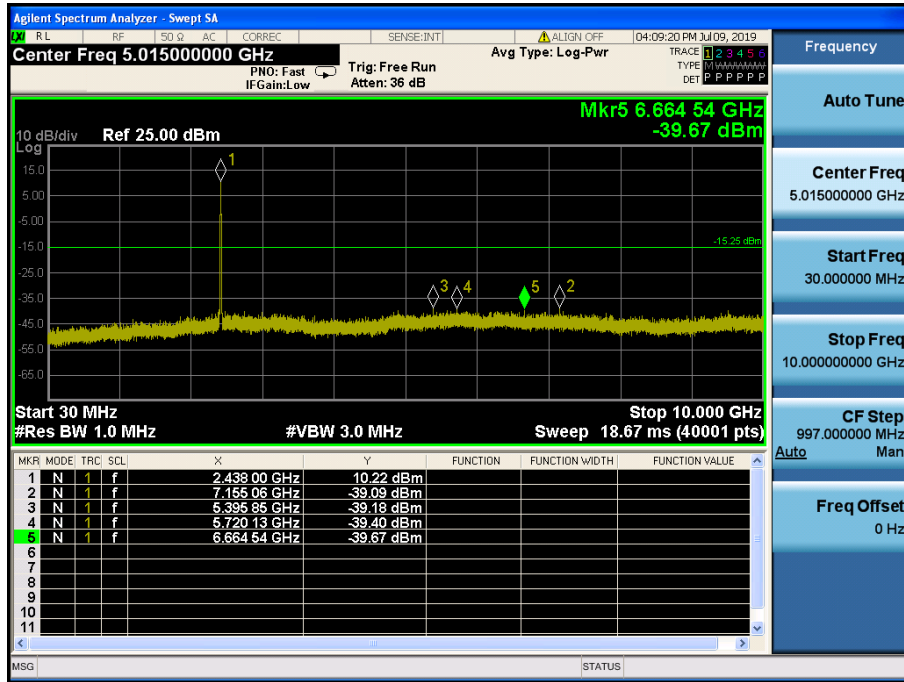 Agilent Spectrum Analyzer - Swept SA
LXI RL RF 50 Ω AC CORREC SENSE:INT ALIGN OFF 04:09:20 PM Jul 09, 2019
Center Freq 5.015000000 GHz
PNO: Fast
IFGain:Low
Trig: Free Run
Atten: 36 dB
Avg Type: Log-Pwr
TRACE 1 2 3 4 5 6
TYPE M WWWWW
DET P P P P P P
Mkr5 6.664 54 GHz
-39.67 dBm
10 dB/div Ref 25.00 dBm
Log
15.0
5.00
-5.00
-15.0
-25.0
-35.0
-45.0
-55.0
-65.0
1
-15.25 dBm
3 4 5 2
Start 30 MHz Stop 10.000 GHz
#Res BW 1.0 MHz #VBW 3.0 MHz Sweep 18.67 ms (40001 pts)
MKR MODE TRC SCL X Y FUNCTION FUNCTION WIDTH FUNCTION VALUE
1 N 1 f 2.438 00 GHz 10.22 dBm
2 N 1 f 7.155 06 GHz -39.09 dBm
3 N 1 f 5.395 85 GHz -39.18 dBm
4 N 1 f 5.720 13 GHz -39.40 dBm
5 N 1 f 6.664 54 GHz -39.67 dBm
6
7
8
9
10
11
MSG STATUS
Frequency
Auto Tune
Center Freq
5.015000000 GHz
Start Freq
30.000000 MHz
Stop Freq
10.000000000 GHz
CF Step
997.000000 MHz
Auto Man
Freq Offset
0 Hz